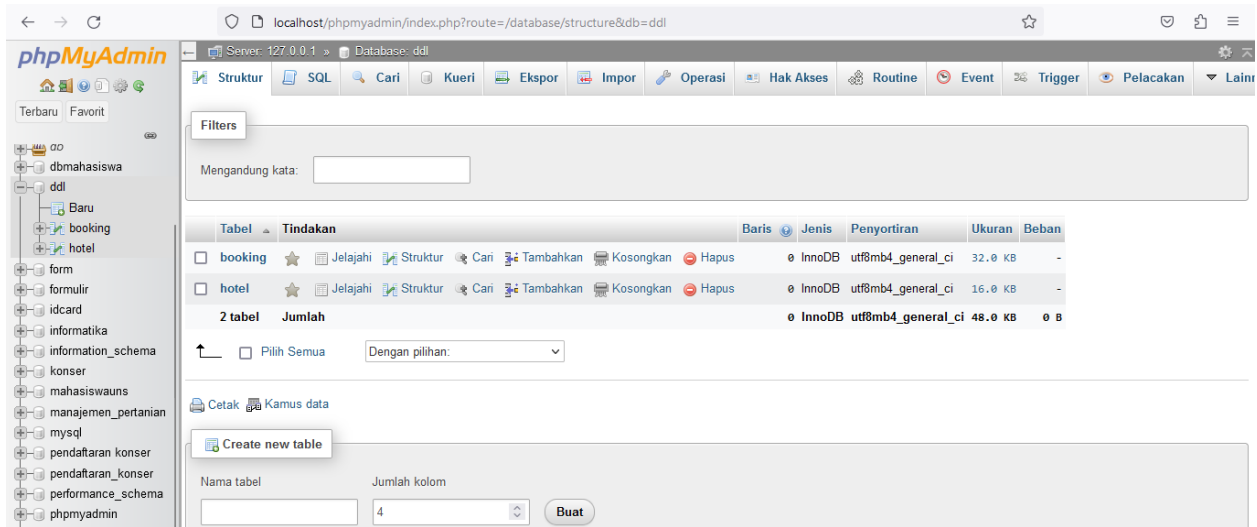 localhost/phpmyadmin/index.php?route=/database/structure&db=ddl
phpMyAdmin
Terbaru Favorit
dbmahasiswa
ddl
Baru
booking
hotel
form
formulir
idcard
informatika
information_schema
konser
mahasiswauns
manajemen_pertanian
mysql
pendaftaran konser
pendaftaran_konser
performance_schema
phpmyadmin
Server: 127.0.0.1 » Database: ddl
Struktur SQL Cari Kueri Ekspor Impor Operasi Hak Akses Routine Event Trigger Pelacakan
Filters
Mengandung kata:
Tabel Tindakan Baris Jenis Penyortiran Ukuran Beban
booking Jelajahi Struktur Cari Tambahkan Kosongkan Hapus 0 InnoDB utf8mb4_general_ci 32.0 KB -
hotel Jelajahi Struktur Cari Tambahkan Kosongkan Hapus 0 InnoDB utf8mb4_general_ci 16.0 KB -
2 tabel Jumlah 0 InnoDB utf8mb4_general_ci 48.0 KB 0 B
Pilih Semua Dengan pilihan:
Cetak Kamus data
Create new table
Nama tabel Jumlah kolom
4 Buat